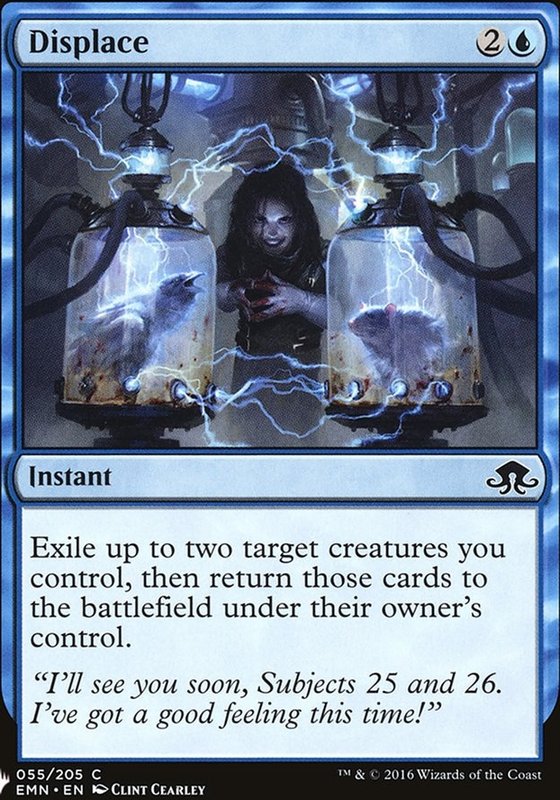 Displace 2
Instant
Exile up to two target creatures you
control, then return those cards to
the battlefield under their owner's
control.
“I'll see you soon, Subjects 25 and 26.
I've got a good feeling this time!”
055/205 C
EMN • EN Clint Cearley
™ & © 2016 Wizards of the Coast